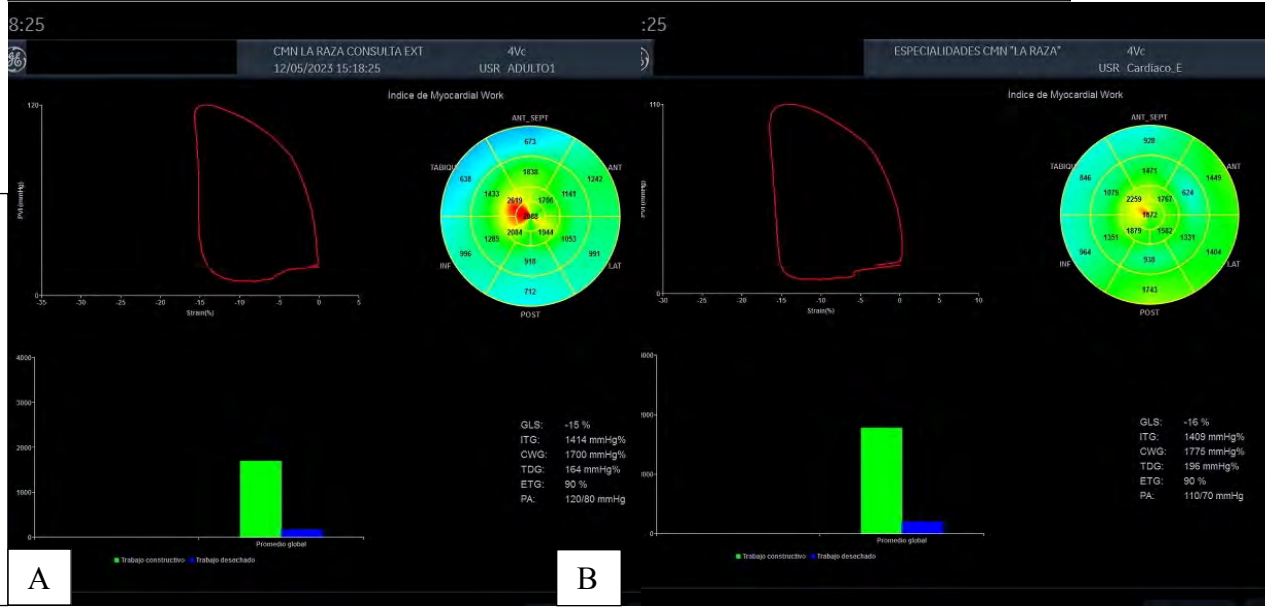 8:25
CMN LA RAZA CONSULTA EXT 4Vc
12/05/2023 15:18:25 USR ADULTO1
Índice de Myocardial Work
120
PVI (mmHg)
0
-35 -30 -25 -20 -15 -10 -5 0 5
Strain(%)
ANT_SEPT
TABIQUE
ANT
INF
LAT
POST
673
638
1838
1242
1433
2619
1706
1141
2084
1944
1285
1053
996
918
991
712
4000
3000
2000
1000
0
Promedio global
Trabajo constructivo Trabajo desechado
GLS: -15 %
ITG: 1414 mmHg%
CWG: 1700 mmHg%
TDG: 164 mmHg%
ETG: 90 %
PA: 120/80 mmHg
A
:25
ESPECIALIDADES CMN "LA RAZA" 4Vc
USR Cardiaco_E
Índice de Myocardial Work
110
0
-30 -25 -20 -15 -10 -5 0 5 10
Strain(%)
ANT_SEPT
TABIQU
ANT
INF
LAT
POST
928
846
1471
1449
1075
2259
1767
624
1872
1879
1582
1351
1331
964
938
1404
1743
Promedio global
Trabajo constructivo Trabajo desechado
GLS: -16 %
ITG: 1409 mmHg%
CWG: 1775 mmHg%
TDG: 196 mmHg%
ETG: 90 %
PA: 110/70 mmHg
B